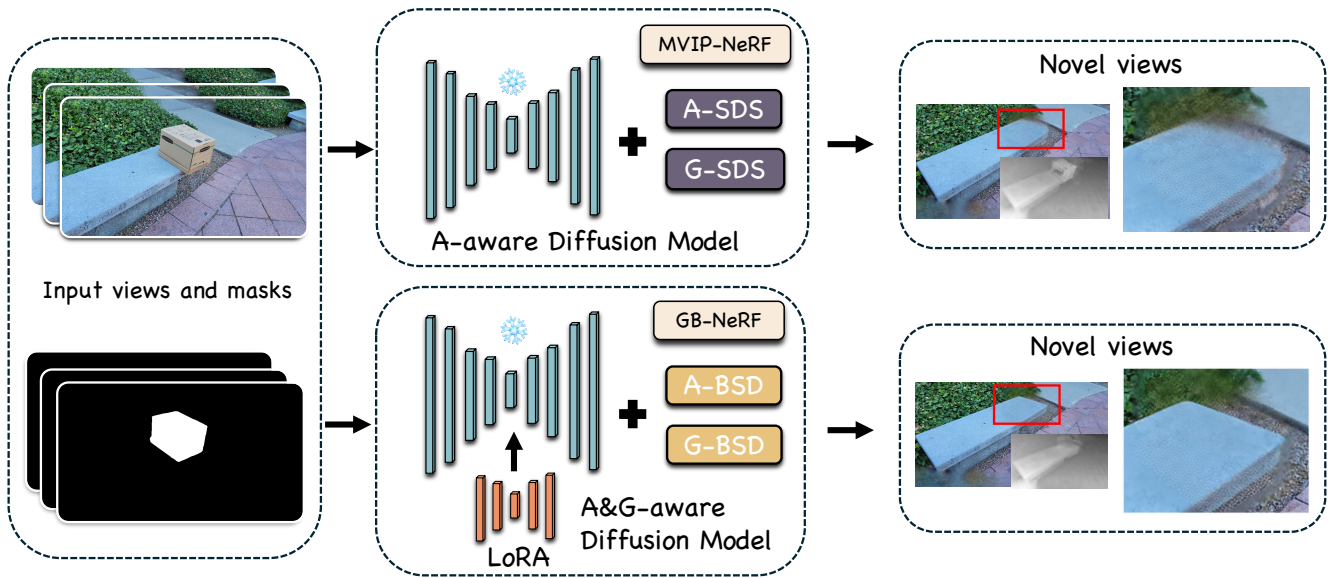 Input views and masks
MVIP-NeRF
A-SDS
G-SDS
A-aware Diffusion Model
Novel views
GB-NeRF
A-BSD
G-BSD
A&G-aware
Diffusion Model
LoRA
Novel views